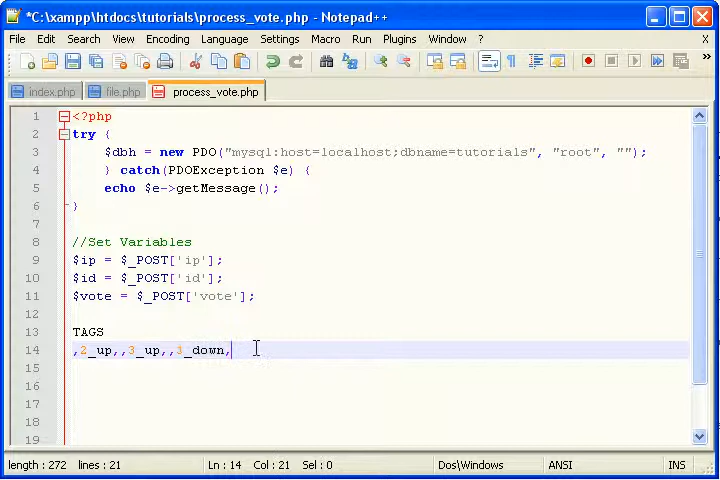 *C:\xampp\htdocs\tutorials\process_vote.php - Notepad++
File Edit Search View Encoding Language Settings Macro Run Plugins Window ? X
index.php file.php process_vote.php
1 <?php
2 try {
3 $dbh = new PDO("mysql:host=localhost;dbname=tutorials", "root", "");
4 } catch(PDOException $e) {
5 echo $e->getMessage();
6 }
7
8 //Set Variables
9 $ip = $_POST['ip'];
10 $id = $_POST['id'];
11 $vote = $_POST['vote'];
12
13 TAGS
14 ,2_up,,3_up,,3_down,
15
16
17
18
19
length : 272 lines : 21 Ln : 14 Col : 21 Sel : 0 Dos\Windows ANSI INS